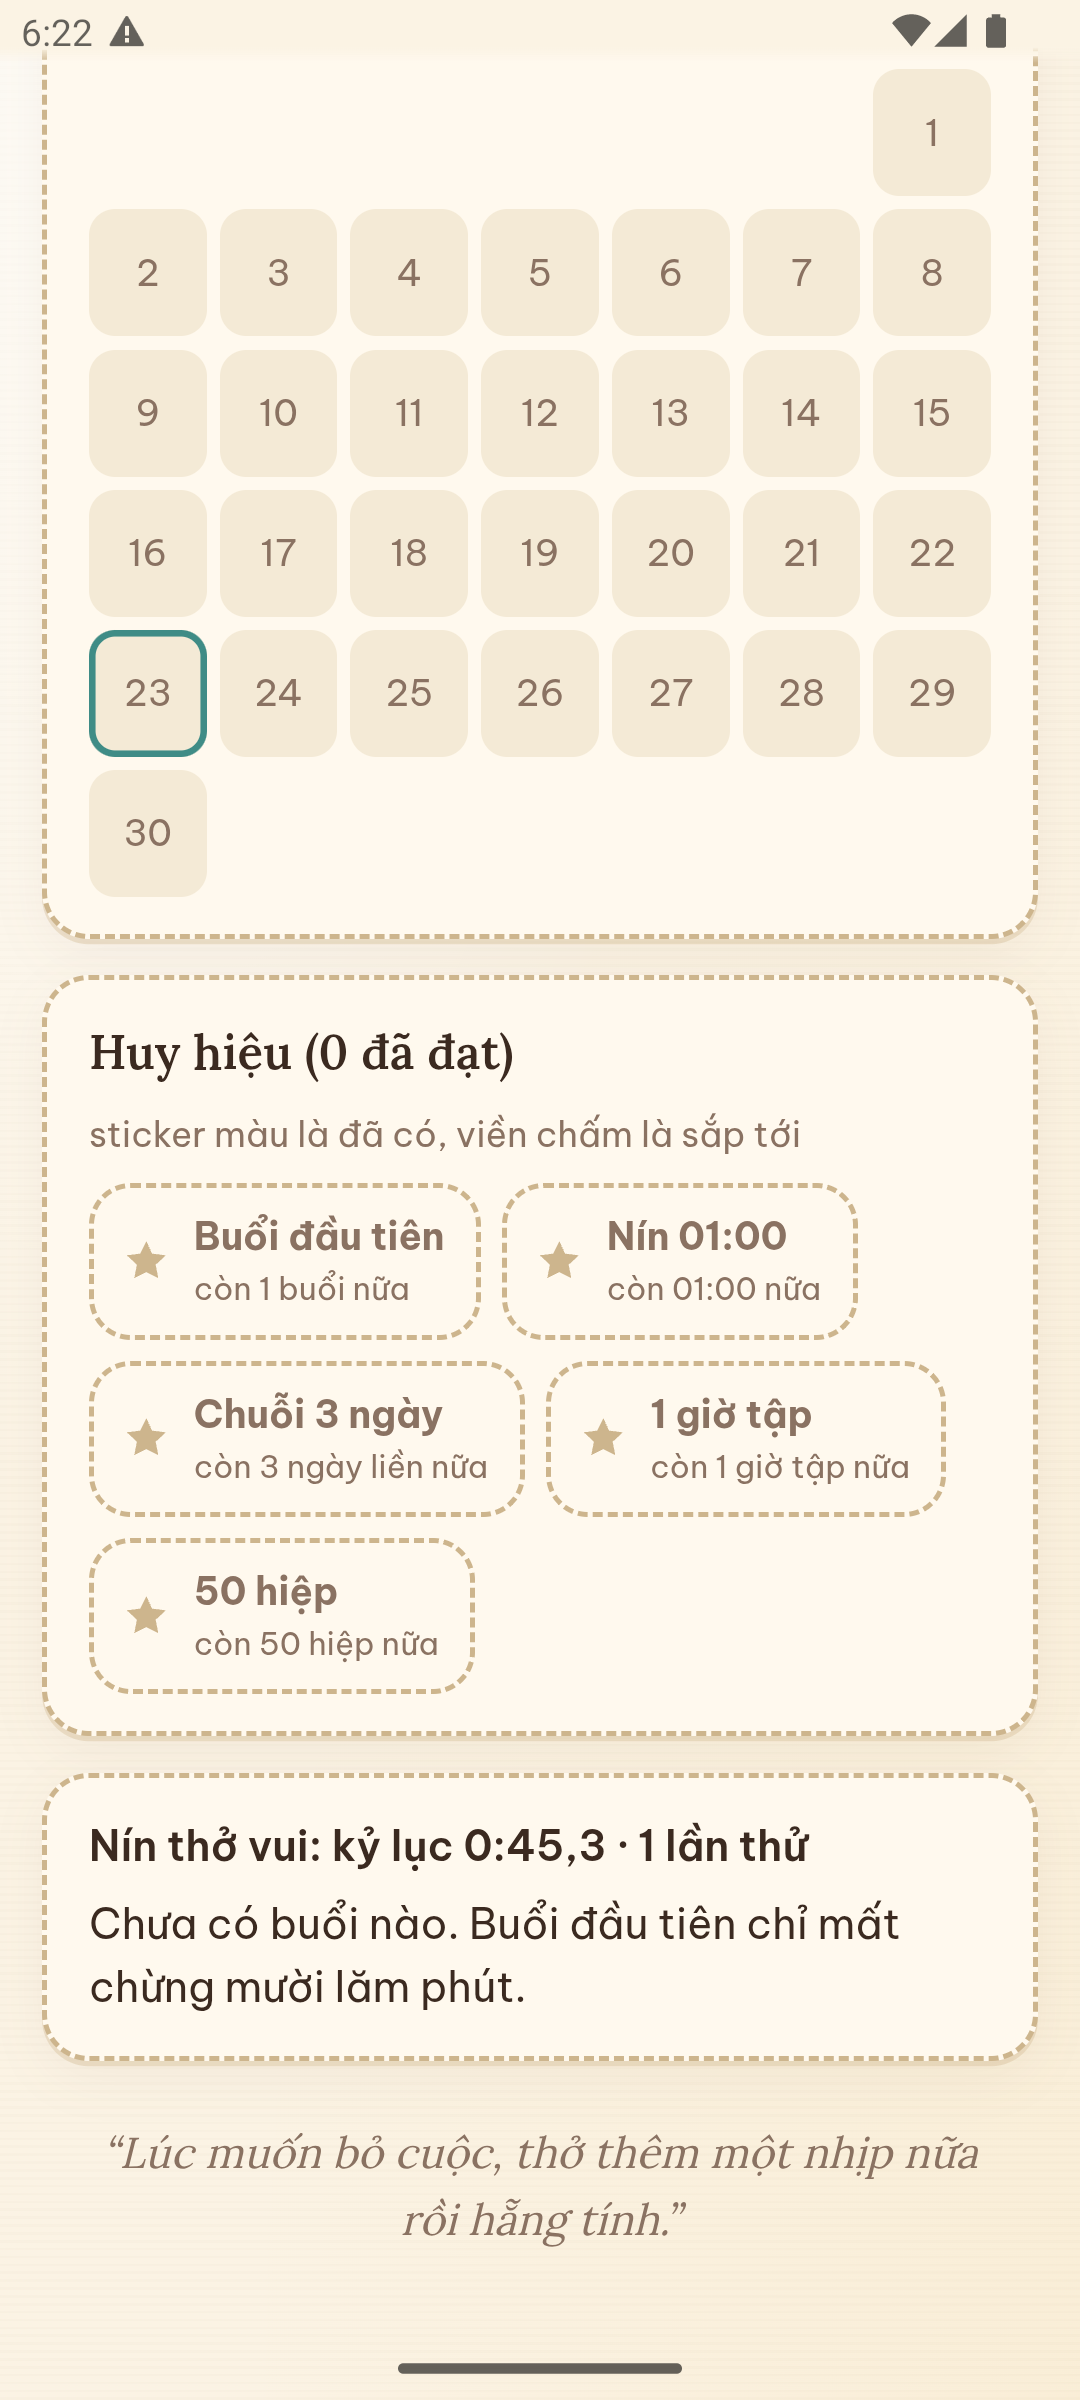 6:22
1
2 3 4 5 6 7 8
9 10 11 12 13 14 15
16 17 18 19 20 21 22
23 24 25 26 27 28 29
30
Huy hiệu (0 đã đạt)
sticker màu là đã có, viền chấm là sắp tới
Buổi đầu tiên
còn 1 buổi nữa
Nín 01:00
còn 01:00 nữa
Chuỗi 3 ngày
còn 3 ngày liền nữa
1 giờ tập
còn 1 giờ tập nữa
50 hiệp
còn 50 hiệp nữa
Nín thở vui: kỷ lục 0:45,3 · 1 lần thử
Chưa có buổi nào. Buổi đầu tiên chỉ mất
chừng mười lăm phút.
“Lúc muốn bỏ cuộc, thở thêm một nhịp nữa
rồi hẵng tính.”